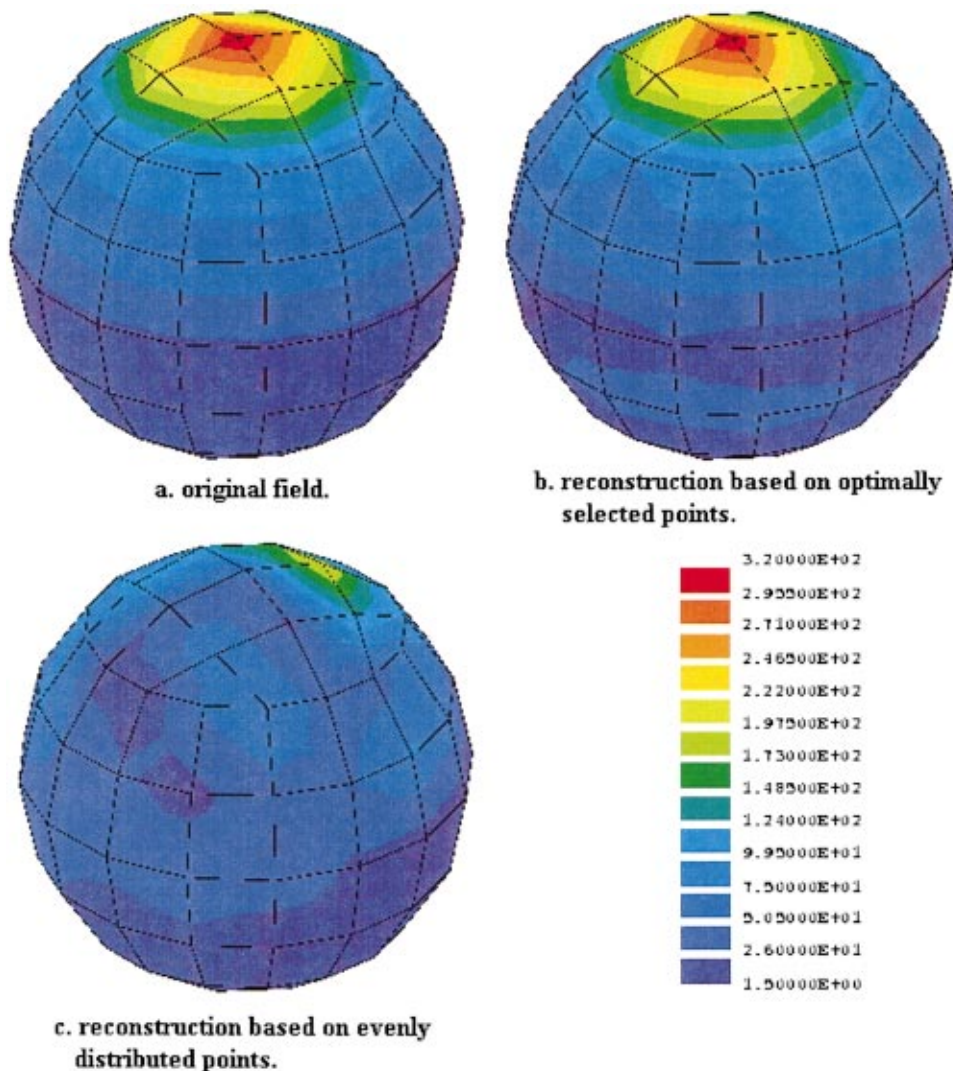 a. original field.
b. reconstruction based on optimally
selected points.
3.20000E+02
2.95500E+02
2.71000E+02
2.46500E+02
2.22000E+02
1.97500E+02
1.73000E+02
1.48500E+02
1.24000E+02
9.95000E+01
7.50000E+01
5.05000E+01
2.60000E+01
1.50000E+00
c. reconstruction based on evenly
distributed points.